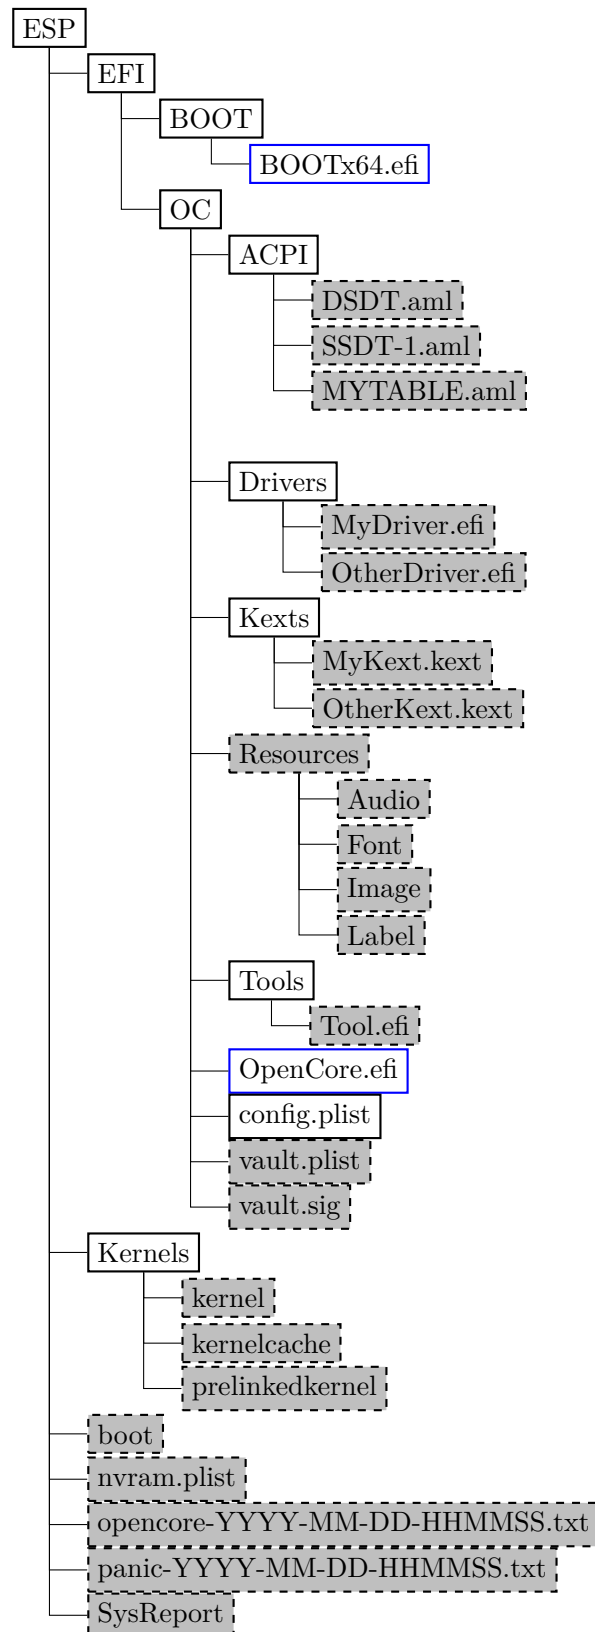 ESP
EFI
BOOT
BOOTx64.efi
OC
ACPI
DSDT.aml
SSDT-1.aml
MYTABLE.aml
Drivers
MyDriver.efi
OtherDriver.efi
Kexts
MyKext.kext
OtherKext.kext
Resources
Audio
Font
Image
Label
Tools
Tool.efi
OpenCore.efi
config.plist
vault.plist
vault.sig
Kernels
kernel
kernelcache
prelinkedkernel
boot
nvram.plist
opencore-YYYY-MM-DD-HHMMSS.txt
panic-YYYY-MM-DD-HHMMSS.txt
SysReport